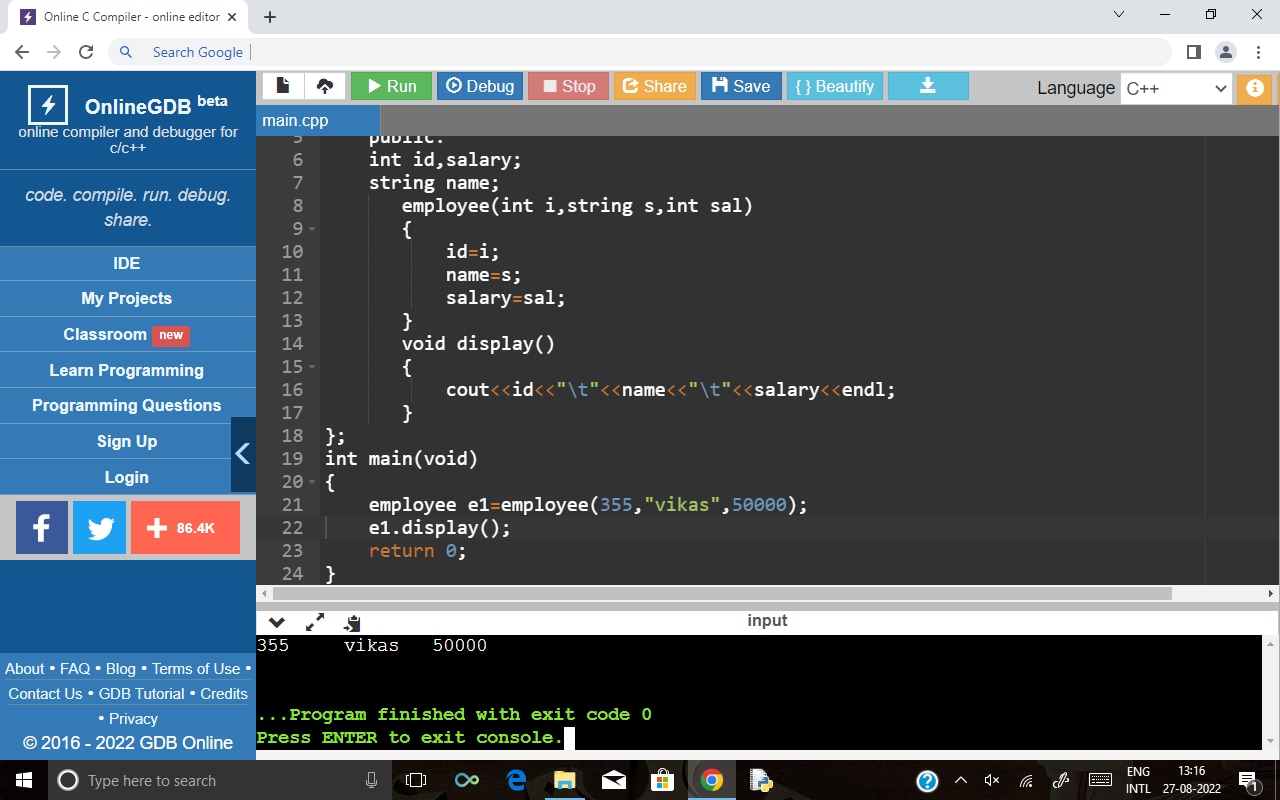 Online C Compiler - online editor
Search Google
OnlineGDB beta
online compiler and debugger for
c/c++
code. compile. run. debug.
share.
IDE
My Projects
Classroom new
Learn Programming
Programming Questions
Sign Up
Login
f
86.4K
About • FAQ • Blog • Terms of Use •
Contact Us • GDB Tutorial • Credits
• Privacy
© 2016 - 2022 GDB Online
Run Debug Stop Share Save { } Beautify Language C++
main.cpp
5 public:
6 int id,salary;
7 string name;
8 employee(int i,string s,int sal)
9 {
10 id=i;
11 name=s;
12 salary=sal;
13 }
14 void display()
15 {
16 cout<<id<<"\t"<<name<<"\t"<<salary<<endl;
17 }
18 };
19 int main(void)
20 {
21 employee e1=employee(355,"vikas",50000);
22 e1.display();
23 return 0;
24 }
input
355 vikas 50000
...Program finished with exit code 0
Press ENTER to exit console.
Type here to search
ENG
INTL
13:16
27-08-2022
1